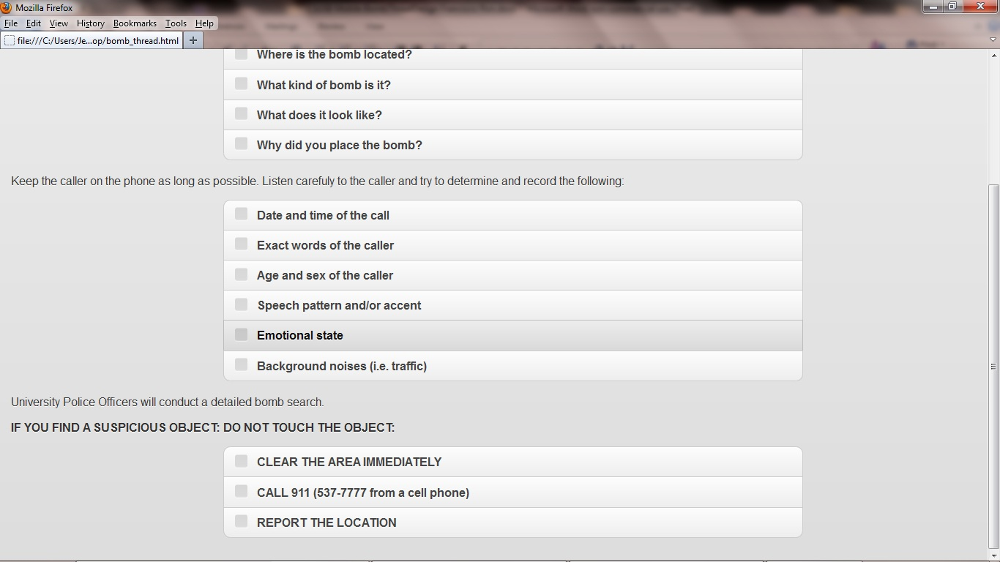 Mozilla Firefox
File Edit View History Bookmarks Tools Help
file:///C:/Users/Je...op/bomb_thread.html
Where is the bomb located?
What kind of bomb is it?
What does it look like?
Why did you place the bomb?
Keep the caller on the phone as long as possible. Listen carefuly to the caller and try to determine and record the following:
Date and time of the call
Exact words of the caller
Age and sex of the caller
Speech pattern and/or accent
Emotional state
Background noises (i.e. traffic)
University Police Officers will conduct a detailed bomb search.
IF YOU FIND A SUSPICIOUS OBJECT: DO NOT TOUCH THE OBJECT:
CLEAR THE AREA IMMEDIATELY
CALL 911 (537-7777 from a cell phone)
REPORT THE LOCATION